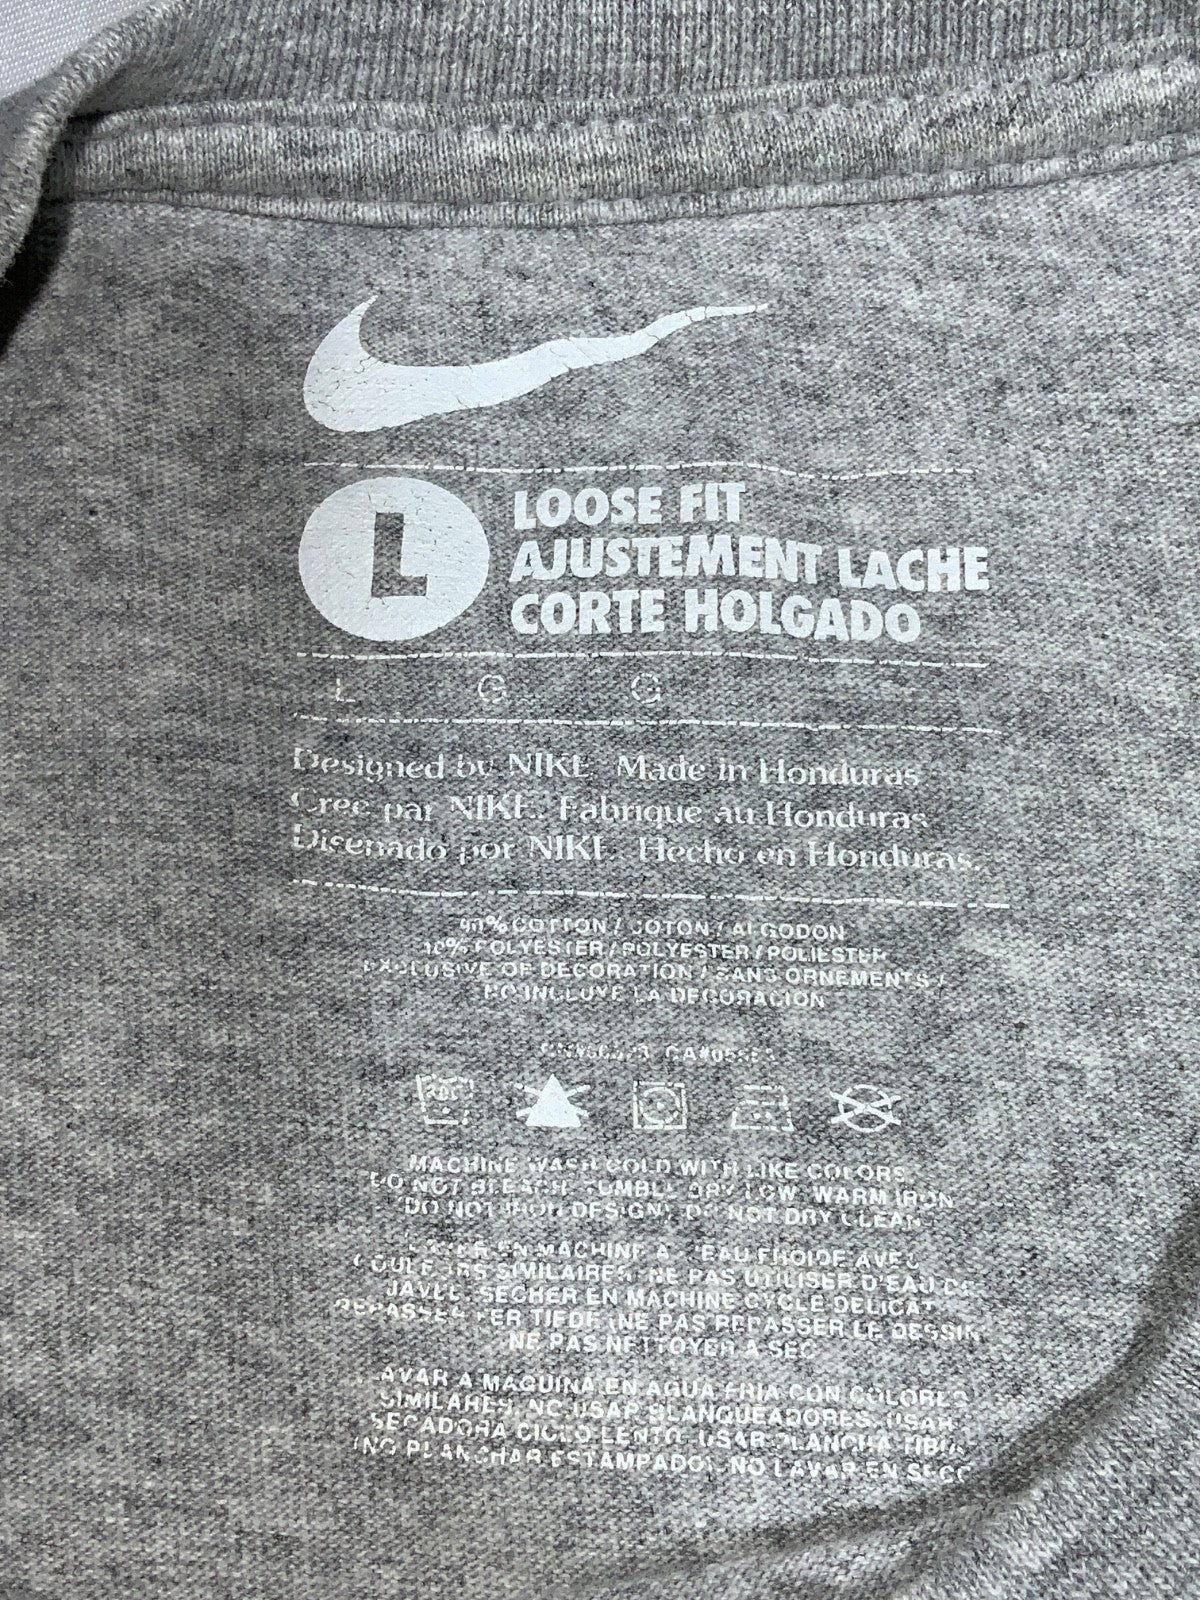 L
LOOSE FIT
AJUSTEMENT LACHE
CORTE HOLGADO
L G G
Designed by NIKE. Made in Honduras
Cree par NIKE. Fabrique au Honduras
Disenado por NIKE. Hecho en Honduras.
90% COTTON / COTON / ALGODON
10% POLYESTER / POLYESTER / POLIESTER
EXCLUSIVE OF DECORATION / SANS ORNEMENTS /
NO INCLUYE LA DECORACION
MACHINE WASH COLD WITH LIKE COLORS
DO NOT BLEACH. TUMBLE DRY LOW. WARM IRON
DO NOT IRON DESIGN). DO NOT DRY CLEAN
LAVER EN MACHINE A L'EAU FROIDE AVEC
COULEURS SIMILAIRES. NE PAS UTILISER D'EAU DE
JAVEL. SECHER EN MACHINE CYCLE DELICAT.
REPASSER FER TIEDE (NE PAS REPASSER LE DESSIN
NE PAS NETTOYER A SEC
LAVAR A MAQUINA EN AGUA FRIA CON COLORES
SIMILARES. NO USAR BLANQUEADORES. USAR
SECADORA CICLO LENTO. USAR PLANCHA TIBIA
(NO PLANCHAR ESTAMPADO). NO LAVAR EN SECO